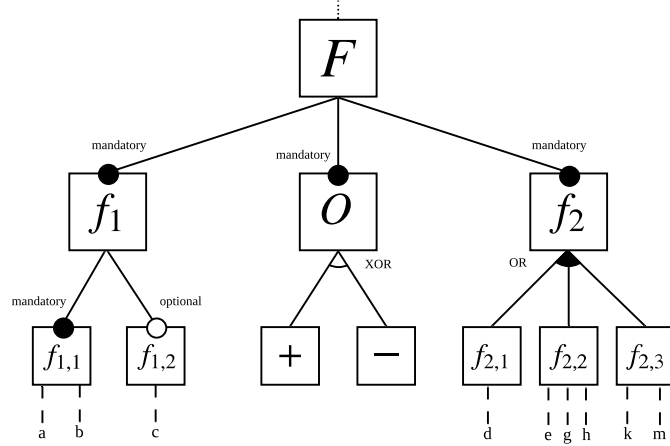 F
mandatory
mandatory
mandatory
f1
O
f2
XOR
OR
mandatory
optional
f1,1
f1,2
+
−
f2,1
f2,2
f2,3
a
b
c
d
e
g
h
k
m